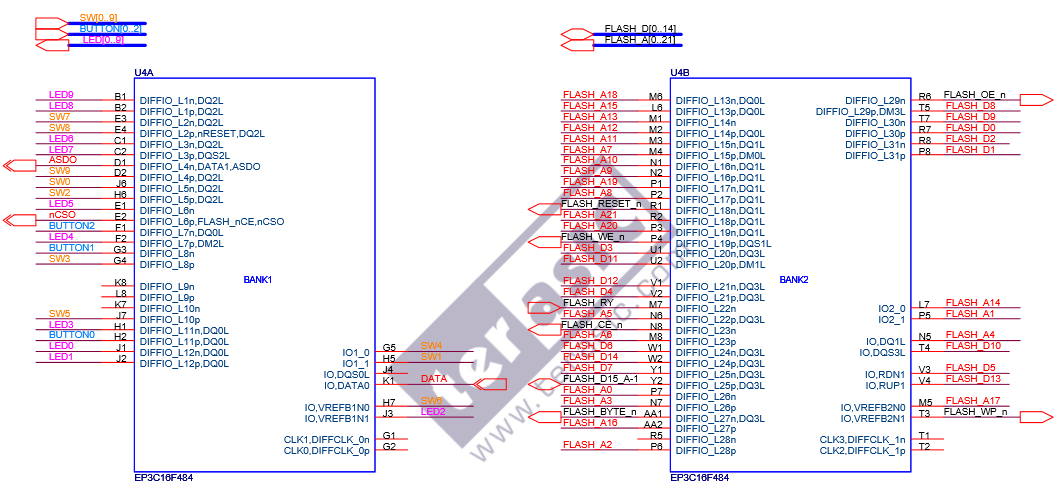 SW[0..9]
BUTTON[0..2]
LED[0..9]
U4A
LED9 B1 DIFFIO_L1n,DQ2L
LED8 B2 DIFFIO_L1p,DQ2L
SW7 E3 DIFFIO_L2n,DQ2L
SW8 E4 DIFFIO_L2p,nRESET,DQ2L
LED6 C1 DIFFIO_L3n,DQ2L
LED7 C2 DIFFIO_L3p,DQS2L
ASDO D1 DIFFIO_L4n,DATA1,ASDO
SW9 D2 DIFFIO_L4p,DQ2L
SW0 J6 DIFFIO_L5n,DQ2L
SW2 H6 DIFFIO_L5p,DQ2L
LED5 E1 DIFFIO_L6n
nCSO E2 DIFFIO_L6p,FLASH_nCE,nCSO
BUTTON2 F1 DIFFIO_L7n,DQ0L
LED4 F2 DIFFIO_L7p,DM2L
BUTTON1 G3 DIFFIO_L8n
SW3 G4 DIFFIO_L8p
BANK1
K8 DIFFIO_L9n
L8 DIFFIO_L9p
K7 DIFFIO_L10n
SW5 J7 DIFFIO_L10p
LED3 H1 DIFFIO_L11n,DQ0L
BUTTON0 H2 DIFFIO_L11p,DQ0L
LED0 J1 DIFFIO_L12n,DQ0L
LED1 J2 DIFFIO_L12p,DQ0L
IO1_0 G5 SW4
IO1_1 H5 SW1
IO,DQS0L J4
IO,DATA0 K1 DATA
IO,VREFB1N0 H7 SW6
IO,VREFB1N1 J3 LED2
CLK1,DIFFCLK_0n G1
CLK0,DIFFCLK_0p G2
EP3C16F484
FLASH_D[0..14]
FLASH_A[0..21]
U4B
FLASH_A18 M6 DIFFIO_L13n,DQ0L
FLASH_A15 L6 DIFFIO_L13p,DQ0L
FLASH_A13 M1 DIFFIO_L14n
FLASH_A12 M2 DIFFIO_L14p,DQ0L
FLASH_A11 M3 DIFFIO_L15n,DQ1L
FLASH_A7 M4 DIFFIO_L15p,DM0L
FLASH_A10 N1 DIFFIO_L16n,DQ1L
FLASH_A9 N2 DIFFIO_L16p,DQ1L
FLASH_A19 P1 DIFFIO_L17n,DQ1L
FLASH_A8 P2 DIFFIO_L17p,DQ1L
FLASH_RESET_n R1 DIFFIO_L18n,DQ1L
FLASH_A21 R2 DIFFIO_L18p,DQ1L
FLASH_A20 P3 DIFFIO_L19n,DQ1L
FLASH_WE_n P4 DIFFIO_L19p,DQS1L
FLASH_D3 U1 DIFFIO_L20n,DQ1L
FLASH_D11 U2 DIFFIO_L20p,DM1L
BANK2
FLASH_D12 V1 DIFFIO_L21n,DQ3L
FLASH_D4 V2 DIFFIO_L21p,DQ3L
FLASH_RY M7 DIFFIO_L22n
FLASH_A5 N6 DIFFIO_L22p,DQ3L
FLASH_CE_n N8 DIFFIO_L23n
FLASH_A6 M8 DIFFIO_L23p
FLASH_D6 W1 DIFFIO_L24n,DQ3L
FLASH_D14 W2 DIFFIO_L24p,DQ3L
FLASH_D7 Y1 DIFFIO_L25n,DQ3L
FLASH_D15_A-1 Y2 DIFFIO_L25p,DQ3L
FLASH_A0 P7 DIFFIO_L26n
FLASH_A3 N7 DIFFIO_L26p
FLASH_BYTE_n AA1 DIFFIO_L27n,DQ3L
FLASH_A16 AA2 DIFFIO_L27p
R5 DIFFIO_L28n
FLASH_A2 P6 DIFFIO_L28p
DIFFIO_L29n R6 FLASH_OE_n
DIFFIO_L29p,DM3L T5 FLASH_D8
DIFFIO_L30n T7 FLASH_D9
DIFFIO_L30p R7 FLASH_D0
DIFFIO_L31n R8 FLASH_D2
DIFFIO_L31p P8 FLASH_D1
IO2_0 L7 FLASH_A14
IO2_1 P5 FLASH_A1
IO,DQ1L N5 FLASH_A4
IO,DQS3L T4 FLASH_D10
IO,RDN1 V3 FLASH_D5
IO,RUP1 V4 FLASH_D13
IO,VREFB2N0 M5 FLASH_A17
IO,VREFB2N1 T3 FLASH_WP_n
CLK3,DIFFCLK_1n T1
CLK2,DIFFCLK_1p T2
EP3C16F484
terasic